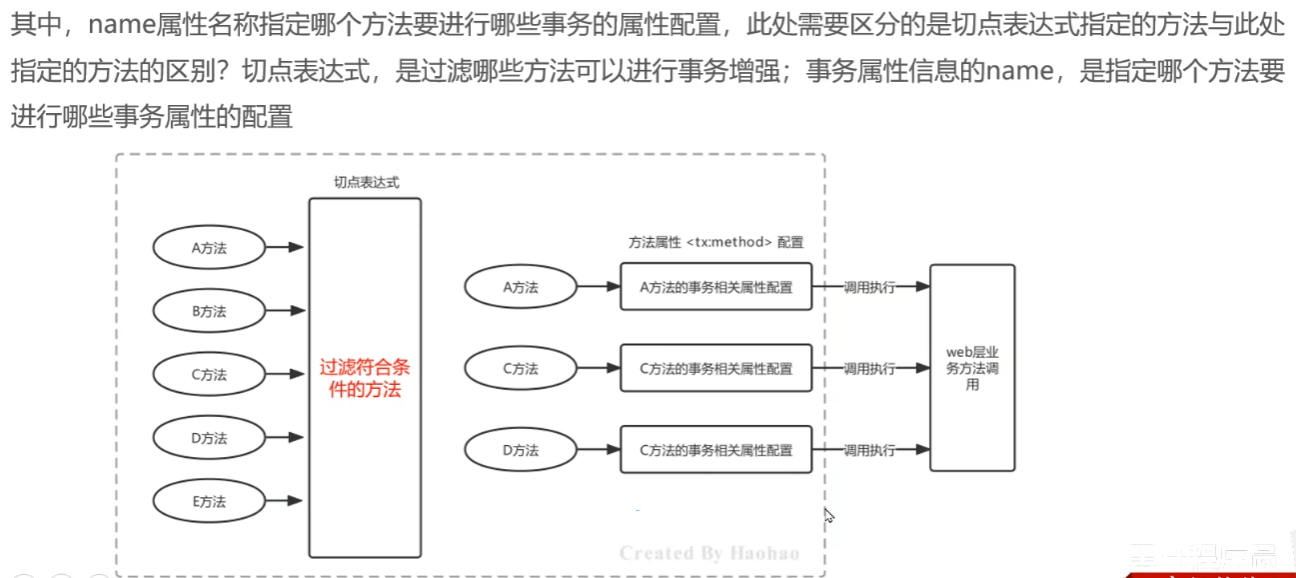 其中，name属性名称指定哪个方法要进行哪些事务的属性配置，此处需要区分的是切点表达式指定的方法与此处
指定的方法的区别？切点表达式，是过滤哪些方法可以进行事务增强；事务属性信息的name，是指定哪个方法要
进行哪些事务属性的配置
切点表达式
A方法
B方法
C方法
D方法
E方法
过滤符合条
件的方法
方法属性 <tx:method> 配置
A方法
A方法的事务相关属性配置
调用执行
C方法
C方法的事务相关属性配置
调用执行
D方法
C方法的事务相关属性配置
调用执行
web层业
务方法调
用
Created By Haohao